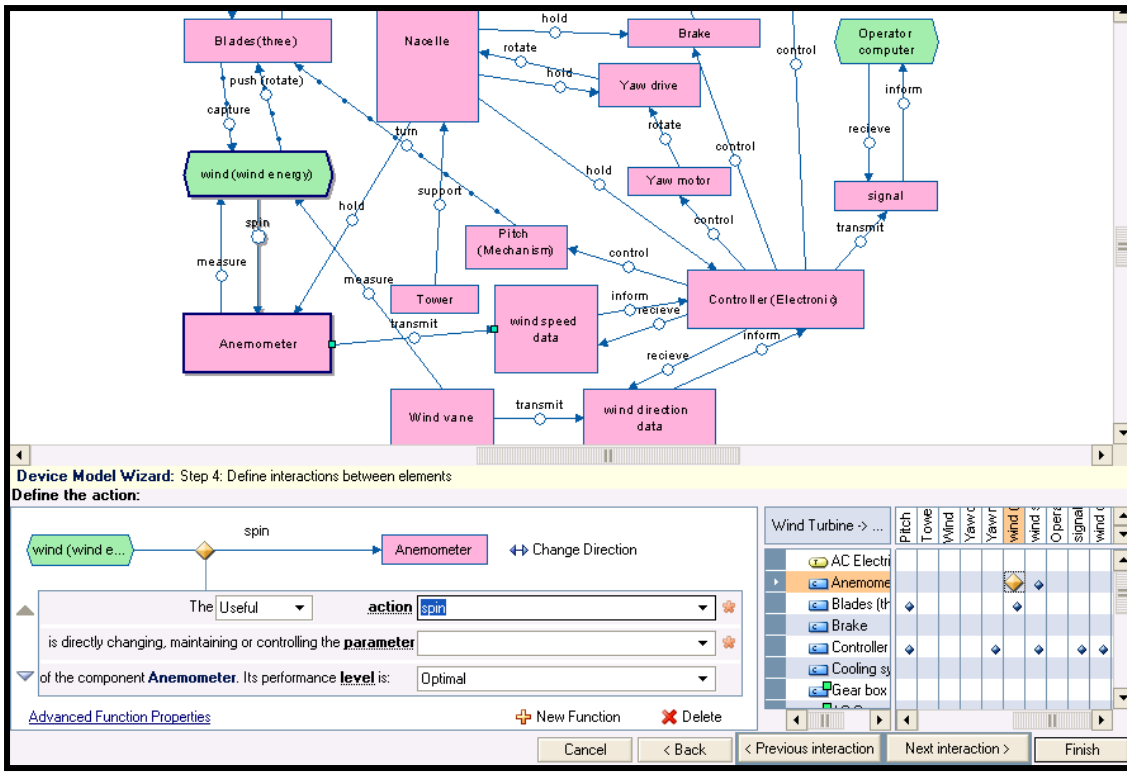 hold
Blades(three)
Nacelle
Brake
Operator
computer
control
rotate
hold
push (rotate)
Yaw drive
inform
capture
turn
rotate
recieve
control
wind (wind energy)
support
hold
Yaw motor
signal
spin
hold
control
transmit
Pitch
(Mechanism)
measure
control
measure
Tower
inform
recieve
Controller (Electronic)
wind speed
data
transmit
Anemometer
recieve
inform
Wind vane
transmit
wind direction
data
Device Model Wizard: Step 4: Define interactions between elements
Define the action:
spin
wind (wind e...
Anemometer
Change Direction
The Useful action spin
is directly changing, maintaining or controlling the parameter
of the component Anemometer. Its performance level is: Optimal
Advanced Function Properties
New Function
Delete
Wind Turbine -> ...
Pitch
Towe
Wind
Yaw d
Yaw r
wind (
wind s
Opera
signal
wind d
AC Electri
Anemome
Blades (th
Brake
Controller
Cooling sy
Gear box
Cancel
< Back
< Previous interaction
Next interaction >
Finish